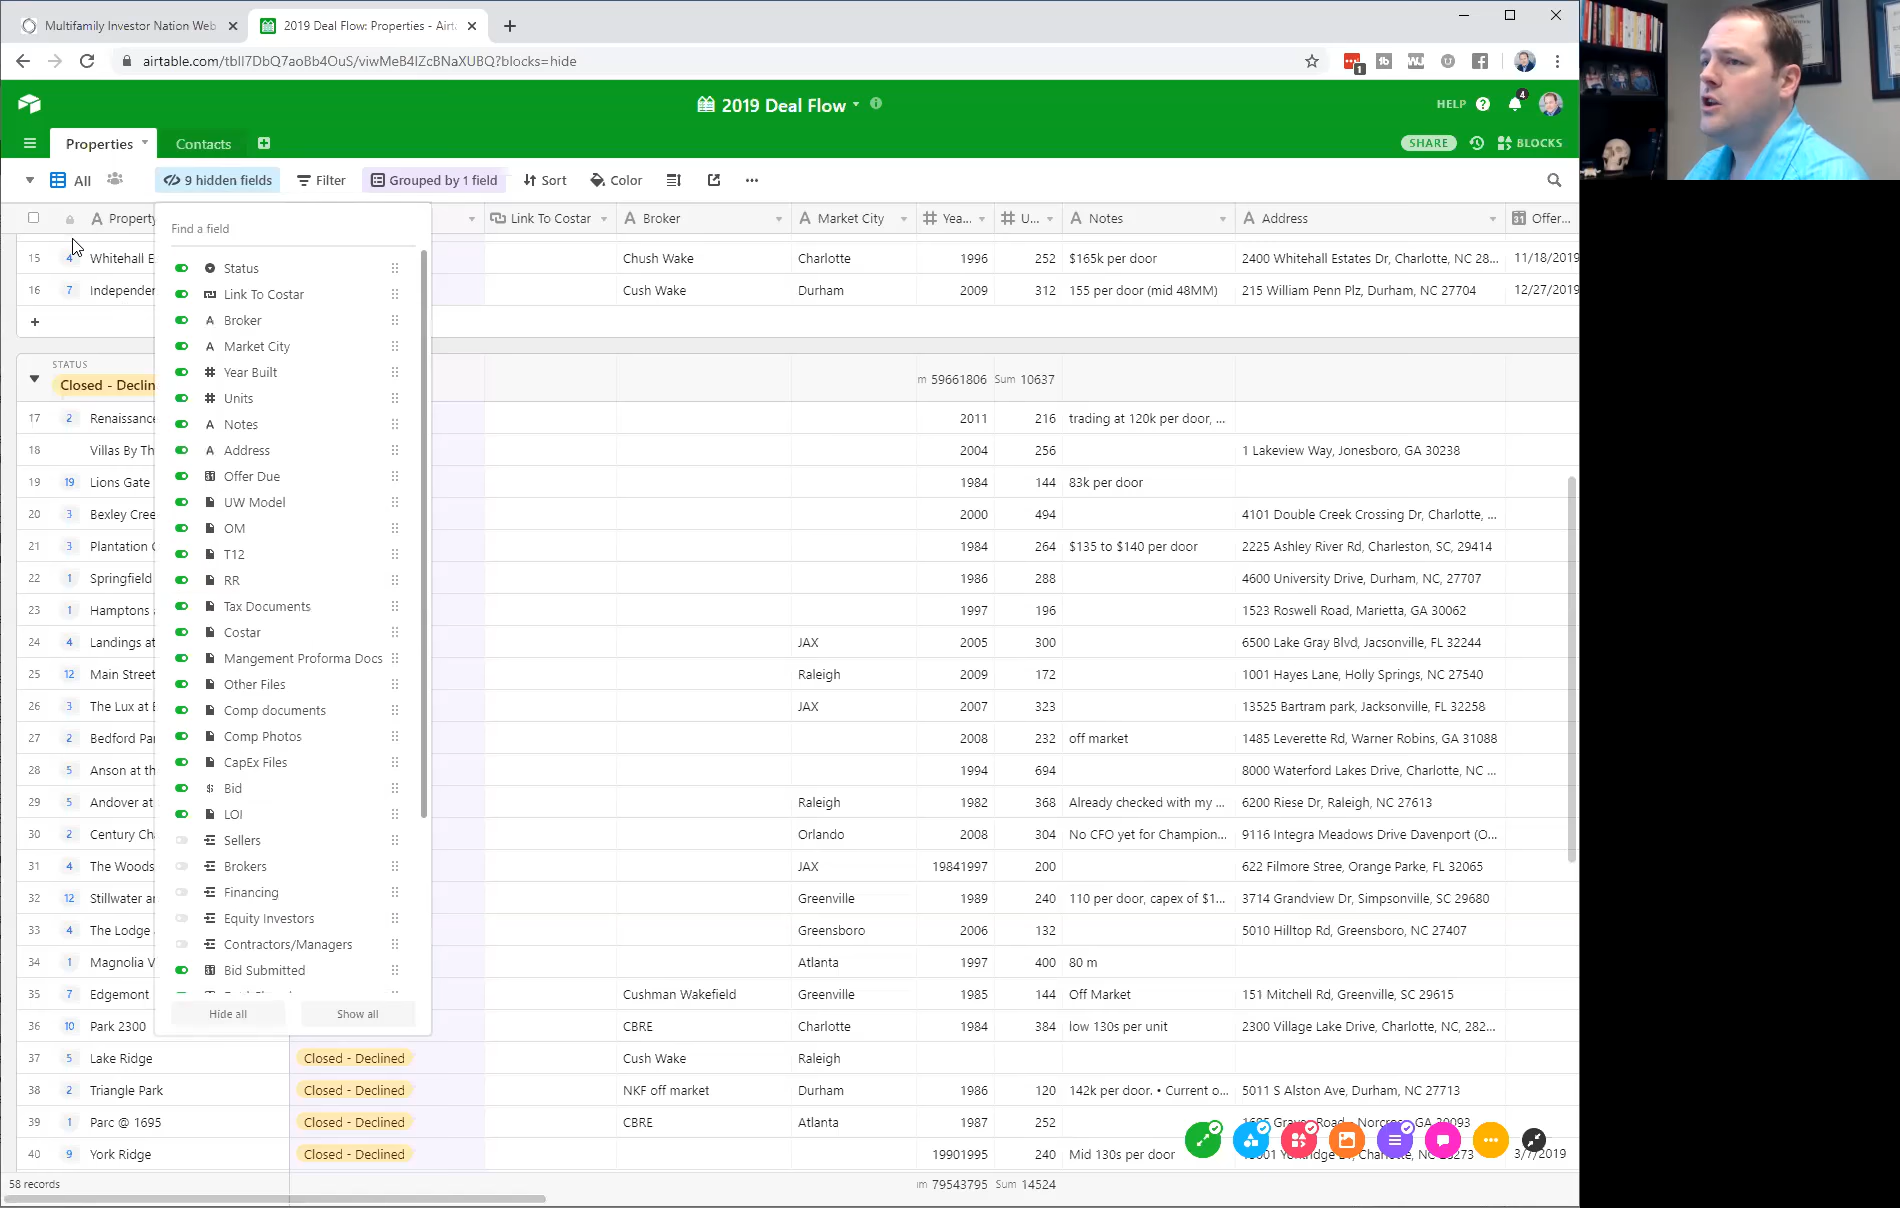 Multifamily Investor Nation Web
2019 Deal Flow: Properties - Airta
airtable.com/tblI7DbQ7aoBb4OuS/viwMeB4IZcBNaXUBQ?blocks=hide
1
2019 Deal Flow
HELP
4
Properties
Contacts
SHARE
BLOCKS
All
9 hidden fields
Filter
Grouped by 1 field
Sort
Color
Property
Link To Costar
Broker
Market City
Yea...
U...
Notes
Address
Offer...
Find a field
Status
Link To Costar
Broker
Market City
Year Built
Units
Notes
Address
Offer Due
UW Model
OM
T12
RR
Tax Documents
Costar
Mangement Proforma Docs
Other Files
Comp documents
Comp Photos
CapEx Files
Bid
LOI
Sellers
Brokers
Financing
Equity Investors
Contractors/Managers
Bid Submitted
Hide all
Show all
15 4 Whitehall E Chush Wake Charlotte 1996 252 $165k per door 2400 Whitehall Estates Dr, Charlotte, NC 28... 11/18/2019
16 7 Independen Cush Wake Durham 2009 312 155 per door (mid 48MM) 215 William Penn Plz, Durham, NC 27704 12/27/2019
STATUS
Closed - Declin m 59661806 Sum 10637
17 2 Renaissance 2011 216 trading at 120k per door, ...
18 Villas By Th 2004 256 1 Lakeview Way, Jonesboro, GA 30238
19 19 Lions Gate 1984 144 83k per door
20 3 Bexley Cree 2000 494 4101 Double Creek Crossing Dr, Charlotte, ...
21 3 Plantation 1984 264 $135 to $140 per door 2225 Ashley River Rd, Charleston, SC, 29414
22 1 Springfield 1986 288 4600 University Drive, Durham, NC, 27707
23 1 Hamptons 1997 196 1523 Roswell Road, Marietta, GA 30062
24 4 Landings at JAX 2005 300 6500 Lake Gray Blvd, Jacsonville, FL 32244
25 12 Main Street Raleigh 2009 172 1001 Hayes Lane, Holly Springs, NC 27540
26 3 The Lux at JAX 2007 323 13525 Bartram park, Jacksonville, FL 32258
27 2 Bedford Pa 2008 232 off market 1485 Leverette Rd, Warner Robins, GA 31088
28 5 Anson at th 1994 694 8000 Waterford Lakes Drive, Charlotte, NC ...
29 5 Andover at Raleigh 1982 368 Already checked with my ... 6200 Riese Dr, Raleigh, NC 27613
30 2 Century Ch Orlando 2008 304 No CFO yet for Champion... 9116 Integra Meadows Drive Davenport (O...
31 4 The Woods JAX 19841997 200 622 Filmore Stree, Orange Parke, FL 32065
32 12 Stillwater Greenville 1989 240 110 per door, capex of $1... 3714 Grandview Dr, Simpsonville, SC 29680
33 4 The Lodge Greensboro 2006 132 5010 Hilltop Rd, Greensboro, NC 27407
34 1 Magnolia V Atlanta 1997 400 80 m
35 7 Edgemont Cushman Wakefield Greenville 1985 144 Off Market 151 Mitchell Rd, Greenville, SC 29615
36 10 Park 2300 CBRE Charlotte 1984 384 low 130s per unit 2300 Village Lake Drive, Charlotte, NC, 282...
37 5 Lake Ridge Closed - Declined Cush Wake Raleigh
38 2 Triangle Park Closed - Declined NKF off market Durham 1986 120 142k per door. • Current o... 5011 S Alston Ave, Durham, NC 27713
39 1 Parc @ 1695 Closed - Declined CBRE Atlanta 1987 252 GA 30093
40 9 York Ridge Closed - Declined 19901995 240 Mid 130s per door 3/7/2019
58 records m 79543795 Sum 14524